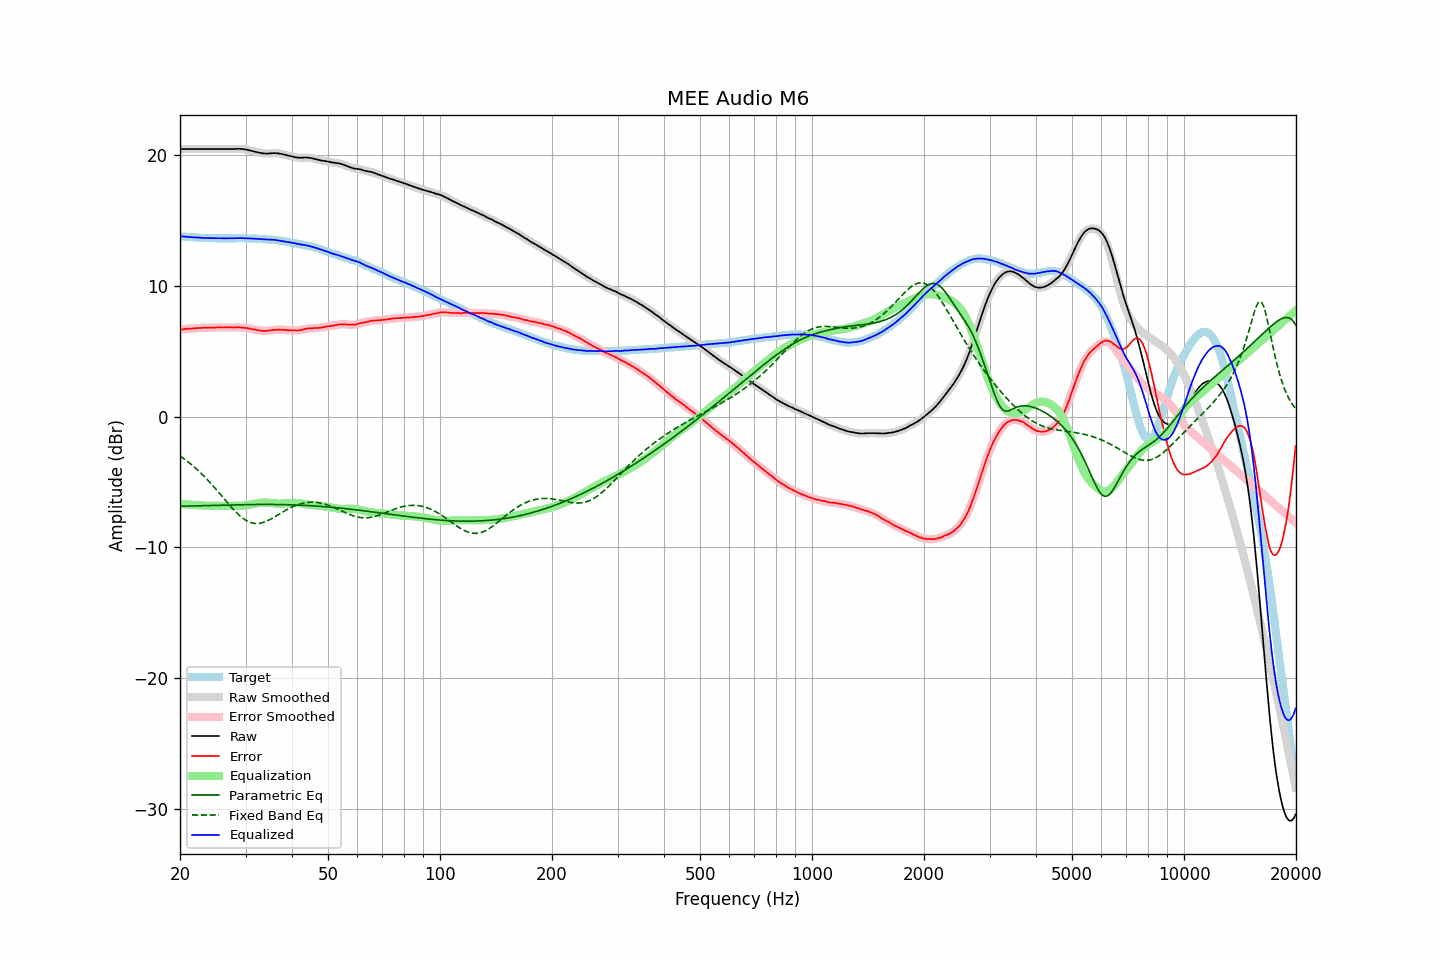 MEE Audio M6
Amplitude (dBr)
20
10
0
−10
−20
−30
Target
Raw Smoothed
Error Smoothed
Raw
Error
Equalization
Parametric Eq
Fixed Band Eq
Equalized
20 50 100 200 500 1000 2000 5000 10000 20000
Frequency (Hz)